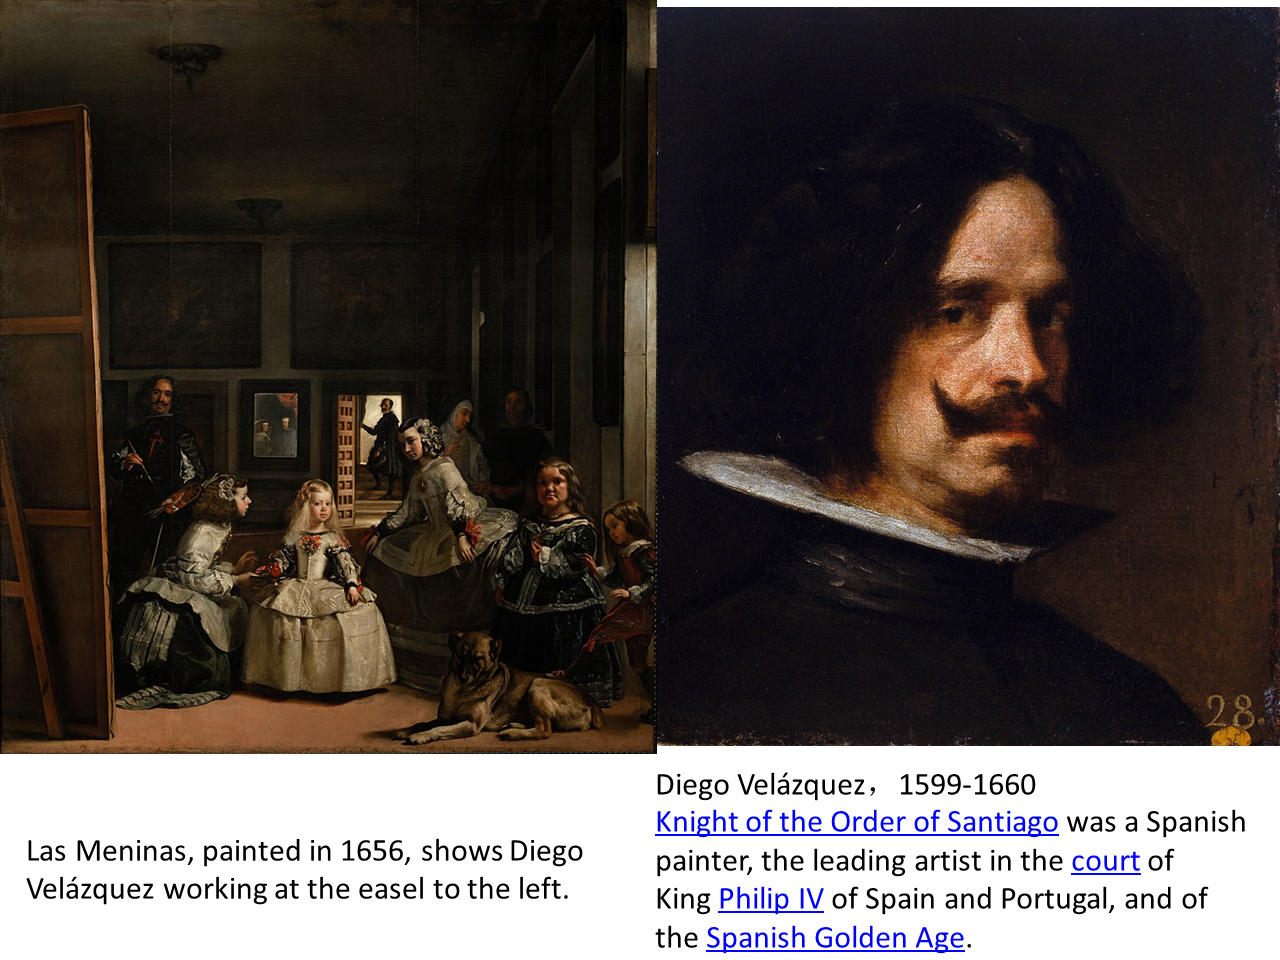 28.
Diego Velázquez，1599-1660
Knight of the Order of Santiago was a Spanish
painter, the leading artist in the court of
King Philip IV of Spain and Portugal, and of
the Spanish Golden Age.
Las Meninas, painted in 1656, shows Diego
Velázquez working at the easel to the left.